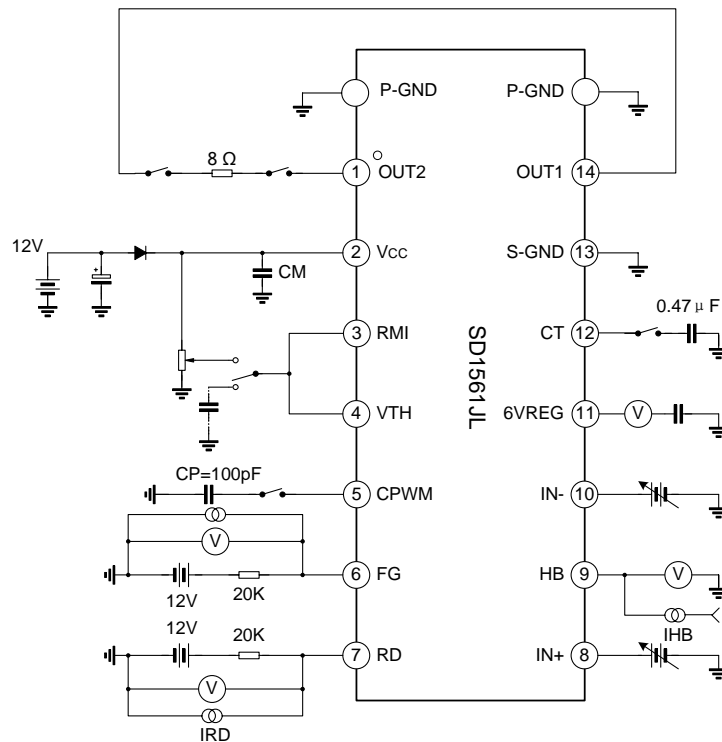 P-GND
P-GND
8 Ω
1
OUT2
OUT1
14
12V
+
2
VCC
S-GND
13
CM
0.47 μ F
3
RMI
CT
12
SD1561JL
4
VTH
6VREG
11
V
CP=100pF
5
CPWM
IN-
10
V
6
FG
HB
9
V
12V
20K
IHB
12V
20K
7
RD
IN+
8
V
IRD